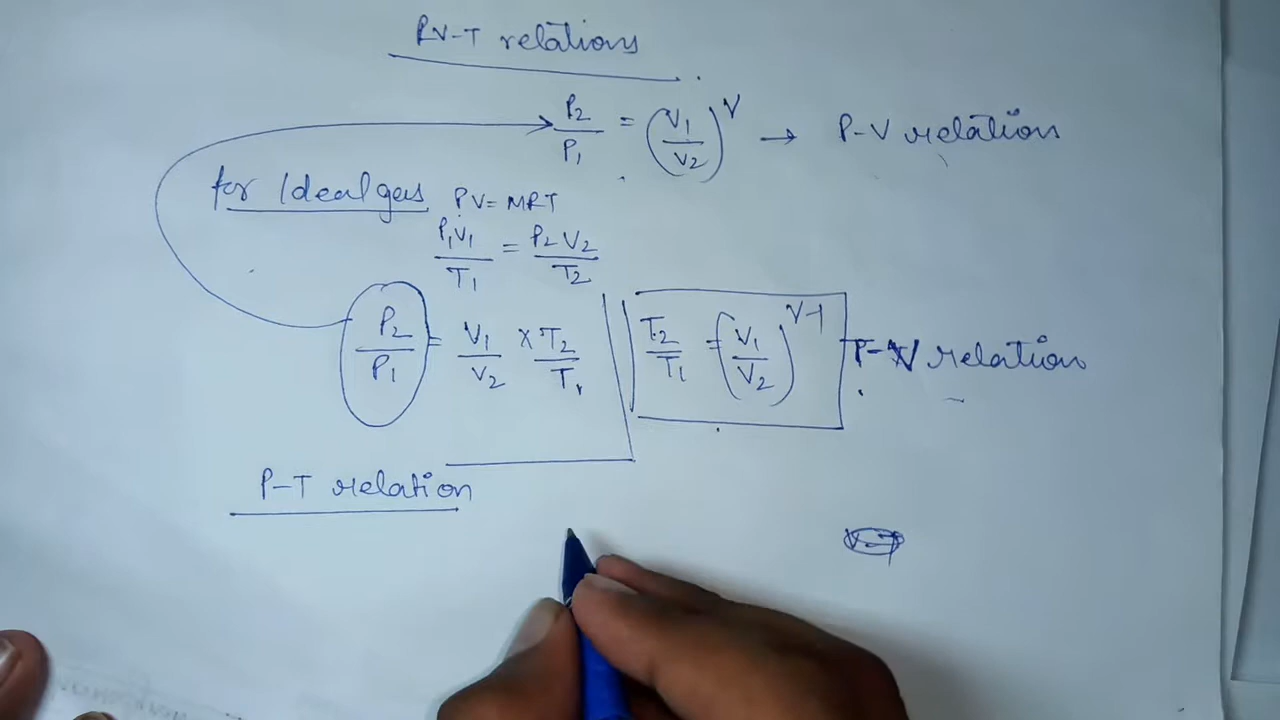 PV-T relations
P2/P1 = (V1/V2)^γ → P-V relation
for Ideal gas PV = MRT
P1V1/T1 = P2V2/T2
P2/P1 = V1/V2 × T2/T1
T2/T1 = (V1/V2)^γ-1 T-V relation
P-T relation